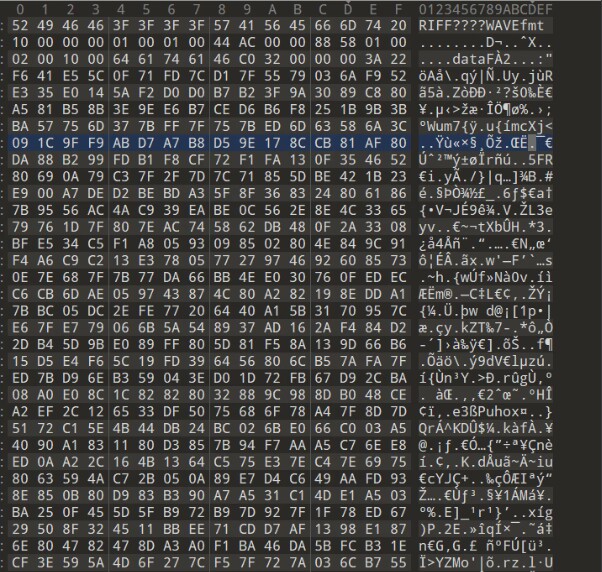 0 1 2 3 4 5 6 7 8 9 A B C D E F 0123456789ABCDEF
52 49 46 46 3F 3F 3F 3F 57 41 56 45 66 6D 74 20 RIFF????WAVEfmt
10 00 00 00 01 00 01 00 44 AC 00 00 88 58 01 00 ........D¬..ˆX..
02 00 10 00 64 61 74 61 46 C0 32 00 00 00 3A 22 ....dataFÀ2...:"
F6 41 E5 5C 0F 71 FD 7C D1 7F 55 79 03 6A F9 52 öAå\.qý|Ñ.Uy.jùR
E3 35 E0 14 5A F2 D0 D0 B7 B2 3F 9A 30 89 C8 80 ã5à.ZòÐÐ·²?š0‰È€
A5 81 B5 8B 3E 9E E6 B7 CE D6 B6 F8 25 1B 9B 3B ¥.µ‹>žæ·ÎÖ¶ø%.›;
BA 57 75 6D 37 7B FF 7F 75 7B ED 6D 63 58 6A 3C ºWum7{ÿ.u{ímcXj<
09 1C 9F F9 AB D7 A7 B8 D5 9E 17 8C CB 81 AF 80 ..Ÿù«×§¸Õž.ŒË.¯€
DA 88 B2 99 FD B1 F8 CF 72 F1 FA 13 0F 35 46 52 Úˆ²™ý±øÏrñú..5FR
80 69 0A 79 C3 7F 2F 7D 7C 71 85 5D BE 42 1B 23 €i.yÃ./}|q…]¾B.#
E9 00 A7 DE D2 BE BD A3 5F 8F 36 83 24 80 61 86 é.§ÞÒ¾½£_.6ƒ$€a†
7B 95 56 AC 4A C9 39 EA BE 0C 56 2E 8E 4C 33 65 {•V¬JÉ9ê¾.V.ŽL3e
79 76 1D 7F 80 7E AC 74 58 62 DB 48 0F 2A 33 08 yv..€~¬tXbÛH.*3.
BF E5 34 C5 F1 A8 05 93 09 85 02 80 4E 84 9C 91 ¿å4Åñ¨.“.….€N„œ‘
F4 A6 C9 C2 13 E3 78 05 77 27 97 46 92 60 85 73 ô¦ÉÂ.ãx.w'—F’`…s
0E 7E 68 7F 7B 77 DA 66 BB 4E E0 30 76 0F ED EC .~h.{wÚf»Nà0v.íì
C6 CB 6D AE 05 97 43 87 4C 80 A2 82 19 8E DD A1 ÆËm®.—C‡L€¢‚.ŽÝ¡
7B BC 05 DC 2E FE 77 20 64 40 A1 5B 31 70 95 7C {¼.Ü.þw d@¡[1p•|
E6 7F E7 79 06 6B 5A 54 89 37 AD 16 2A F4 84 D2 æ.çy.kZT‰7-.*ô„Ò
2D B4 5D 9B E0 89 FF 80 5D 81 F5 8A 13 9D 66 B6 -´]›à‰ÿ€].õŠ..f¶
15 D5 E4 F6 5C 19 FD 39 64 56 80 6C B5 7A FA 7F .Õäö\.ý9dV€lµzú.
ED 7B D9 6E B3 59 04 3E D0 1D 72 FB 67 D9 2C BA í{Ùn³Y.>Ð.rûgÙ,º
08 A0 E0 8C 1C 82 82 80 32 88 9C 98 8D B0 48 CE . àŒ.‚‚€2ˆœ˜.°HÎ
A2 EF 2C 12 65 33 DF 50 75 68 6F 78 A4 7F 8D 7D ¢ï,.e3ßPuhox¤..}
51 72 C1 5E 4B 44 DB 24 BC 02 6B E0 66 C0 03 A5 QrÁ^KDÛ$¼.kàfÀ.¥
40 90 A1 83 11 80 D3 85 7B 94 F7 AA A5 C7 6E E8 @.¡ƒ.€Ó…{”÷ª¥Çnè
ED 0A A2 2C 16 4B 13 64 C5 75 E3 7E C4 7E 69 75 í.¢,.K.dÅuã~Ä~iu
80 63 59 4A C7 2B 05 0A 89 E7 D4 C6 49 AA FD 93 €cYJÇ+..‰çÔÆIªý“
8E 85 0B 80 D9 83 B3 90 A7 A5 31 C1 4D E1 A5 03 Ž….€Ùƒ³.§¥1ÁMá¥.
BA 25 0F 45 5D 5F B9 72 B9 7D 92 7F 1F 78 ED 67 º%.E]_¹r¹}’..xíg
29 50 8F 32 45 11 BB EE 71 CD D7 AF 13 98 E1 87 )P.2E.»îqÍ×¯.˜á‡
6E 80 47 82 47 8D A3 A0 F1 BA 46 DA 5B FC B3 1E n€G‚G.£ ñºFÚ[ü³.
CF 3E 59 5A 4D 6F 27 7C F5 7F 72 7A 03 6C B7 55 Ï>YZMo'|õ.rz.l·U